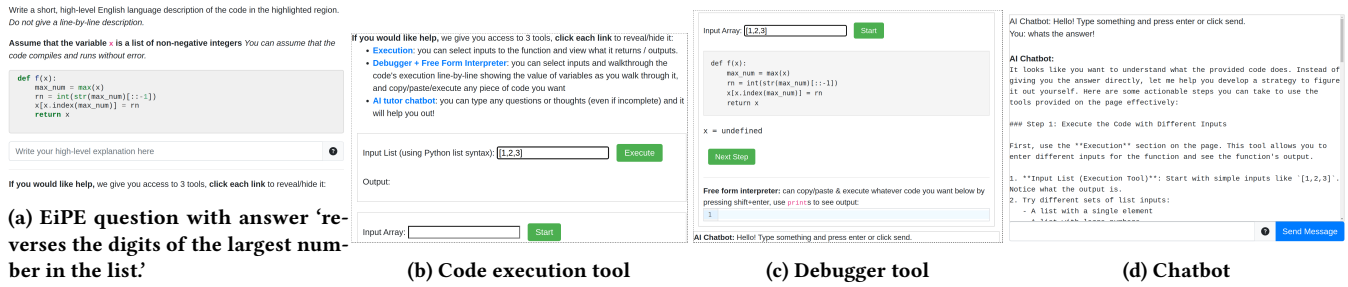 Write a short, high-level English language description of the code in the highlighted region.
Do not give a line-by-line description.
Assume that the variable x is a list of non-negative integers You can assume that the
code compiles and runs without error.
def f(x):
max_num = max(x)
rn = int(str(max_num)[::-1])
x[x.index(max_num)] = rn
return x
Write your high-level explanation here
If you would like help, we give you access to 3 tools, click each link to reveal/hide it:
(a) EiPE question with answer ‘re-
verses the digits of the largest num-
ber in the list.’
If you would like help, we give you access to 3 tools, click each link to reveal/hide it:
• Execution: you can select inputs to the function and view what it returns / outputs.
• Debugger + Free Form Interpreter: you can select inputs and walkthrough the
code's execution line-by-line showing the value of variables as you walk through it,
and copy/paste/execute any piece of code you want
• AI tutor chatbot: you can type any questions or thoughts (even if incomplete) and it
will help you out!
Input List (using Python list syntax): [1,2,3] Execute
Output:
Input Array: Start
(b) Code execution tool
Input Array: [1,2,3] Start
def f(x):
max_num = max(x)
rn = int(str(max_num)[::-1])
x[x.index(max_num)] = rn
return x
x = undefined
Next Step
Free form interpreter: can copy/paste & execute whatever code you want below by
pressing shift+enter, use prints to see output:
1
AI Chatbot: Hello! Type something and press enter or click send.
(c) Debugger tool
AI Chatbot: Hello! Type something and press enter or click send.
You: whats the answer!
AI Chatbot:
It looks like you want to understand what the provided code does. Instead of
giving you the answer directly, let me help you develop a strategy to figure
it out yourself. Here are some actionable steps you can take to use the
tools provided on the page effectively:
### Step 1: Execute the Code with Different Inputs
First, use the **Execution** section on the page. This tool allows you to
enter different inputs for the function and see the function's output.
1. **Input List (Execution Tool)**: Start with simple inputs like `[1,2,3]`.
Notice what the output is.
2. Try different sets of list inputs:
- A list with a single element
Send Message
(d) Chatbot